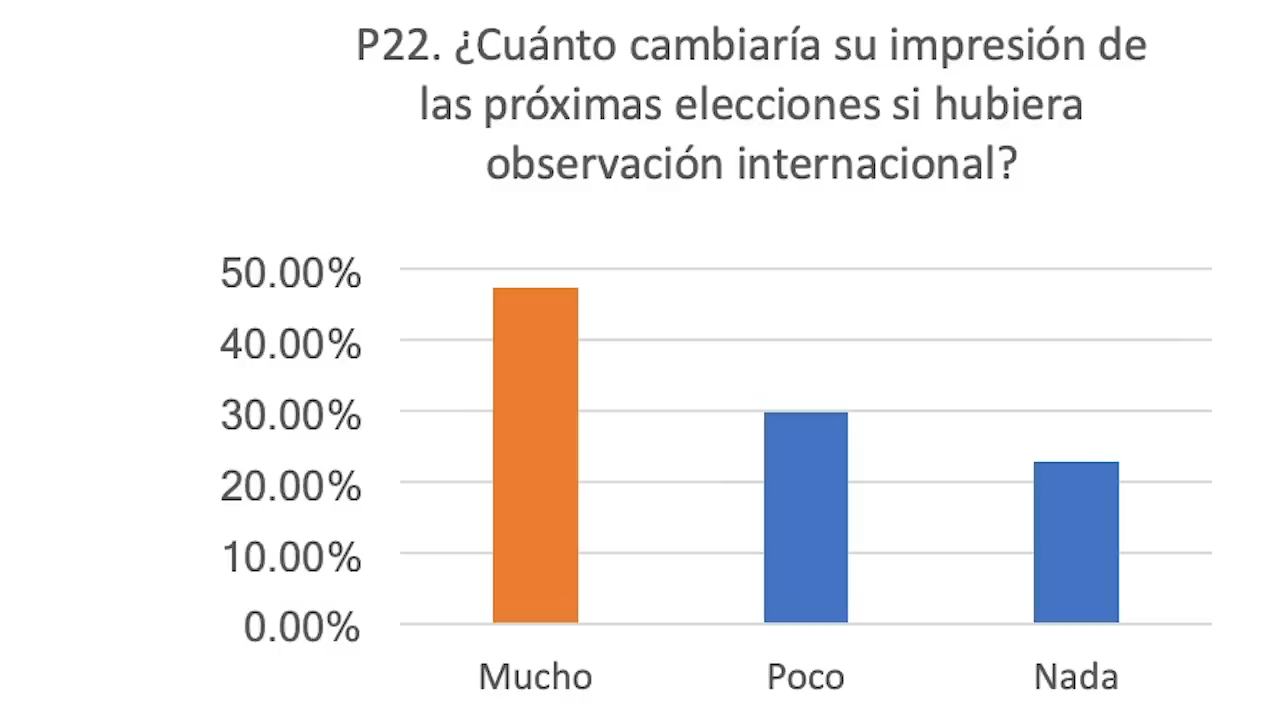 P22. ¿Cuánto cambiaría su impresión de
las próximas elecciones si hubiera
observación internacional?
50.00%
40.00%
30.00%
20.00%
10.00%
0.00%
Mucho
Poco
Nada